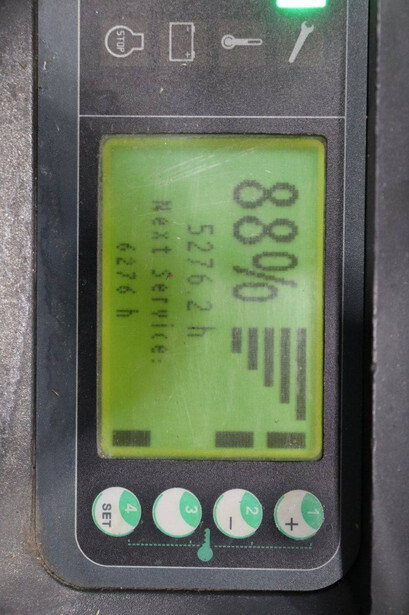 STOP
88%
5276.2 h
Next Service:
6276 h
1 +
2 -
3
4 SET